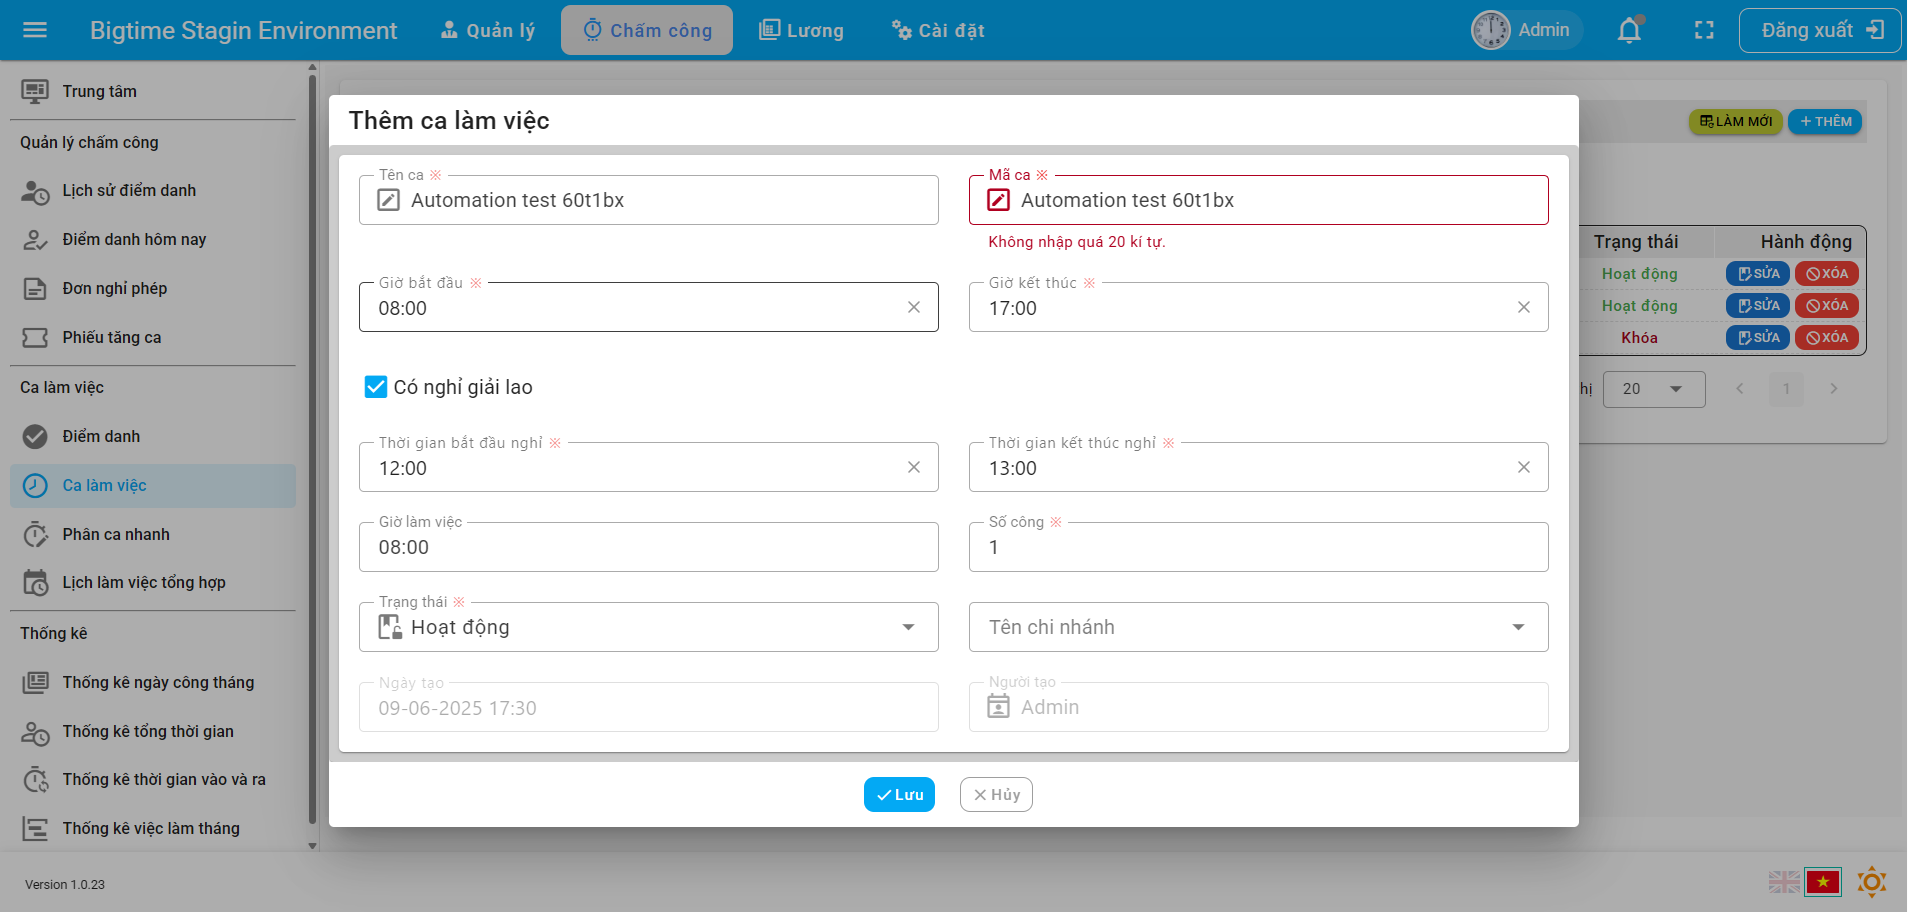 Bigtime Stagin Environment
Quản lý
Chấm công
Lương
Cài đặt
Admin
Đăng xuất
Trung tâm
Quản lý chấm công
Lịch sử điểm danh
Điểm danh hôm nay
Đơn nghỉ phép
Phiếu tăng ca
Ca làm việc
Điểm danh
Ca làm việc
Phân ca nhanh
Lịch làm việc tổng hợp
Thống kê
Thống kê ngày công tháng
Thống kê tổng thời gian
Thống kê thời gian vào và ra
Thống kê việc làm tháng
Version 1.0.23
LÀM MỚI
THÊM
Trạng thái Hành động
Hoạt động SỬA XÓA
Hoạt động SỬA XÓA
Khóa SỬA XÓA
hị 20 1
Thêm ca làm việc
Tên ca ※
Automation test 60t1bx
Mã ca ※
Automation test 60t1bx
Không nhập quá 20 kí tự.
Giờ bắt đầu ※
08:00
Giờ kết thúc ※
17:00
Có nghỉ giải lao
Thời gian bắt đầu nghỉ ※
12:00
Thời gian kết thúc nghỉ ※
13:00
Giờ làm việc
08:00
Số công ※
1
Trạng thái ※
Hoạt động
Tên chi nhánh
Ngày tạo
09-06-2025 17:30
Người tạo
Admin
Lưu
Hủy